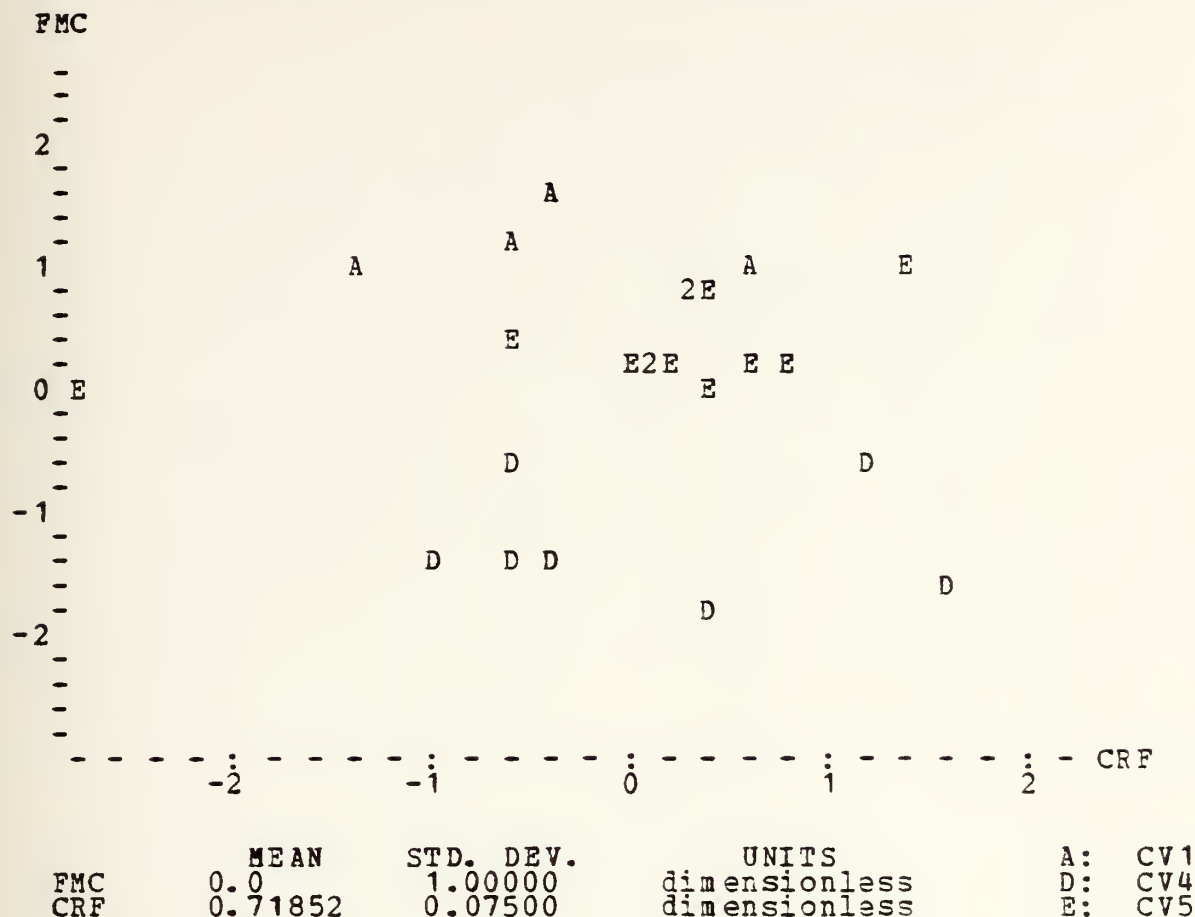 FMC
-
-
-
2
-
- A
-
- A
1 A A E
- 2E
-
- E
- E2E E E
0 E E
-
-
- D D
-
-1
-
- D D D
- D
- D
-2
-
-
-
-
- - - - : - - - - : - - - - : - - - - : - - - - : - CRF
-2 -1 0 1 2
MEAN STD. DEV. UNITS A: CV1
FMC 0.0 1.00000 dimensionless D: CV4
CRF 0.71852 0.07500 dimensionless E: CV5